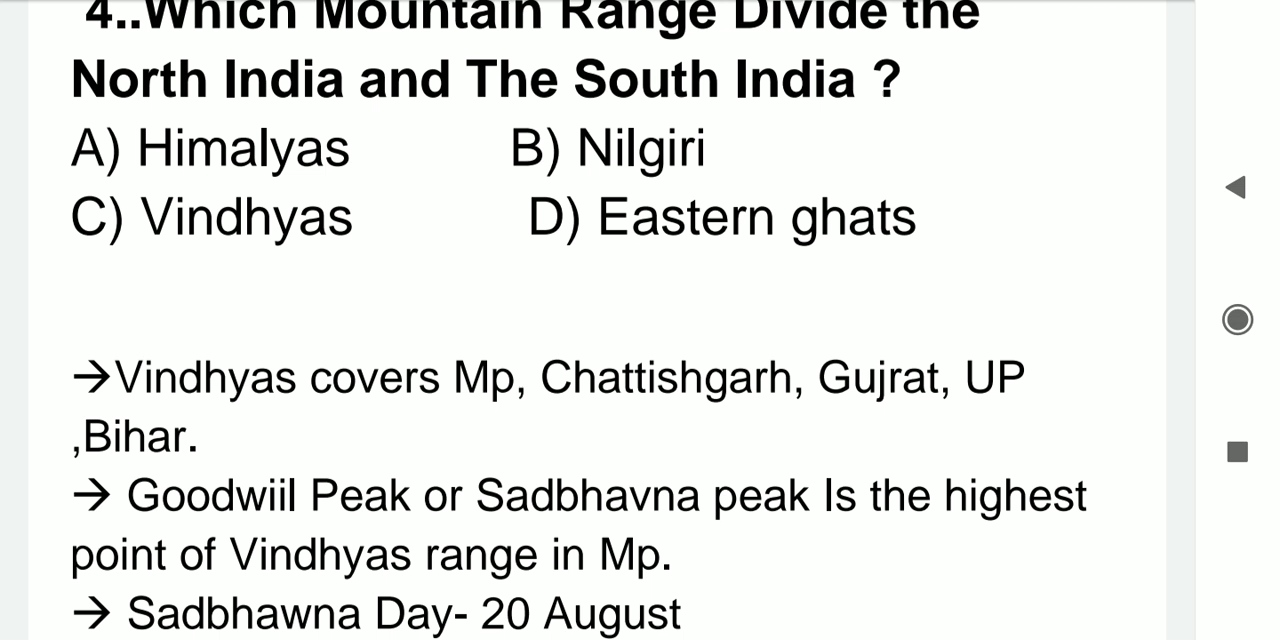 4..Which Mountain Range Divide the
North India and The South India ?
A) Himalyas B) Nilgiri
C) Vindhyas D) Eastern ghats
→Vindhyas covers Mp, Chattishgarh, Gujrat, UP
,Bihar.
→ Goodwiil Peak or Sadbhavna peak Is the highest
point of Vindhyas range in Mp.
→ Sadbhawna Day- 20 August